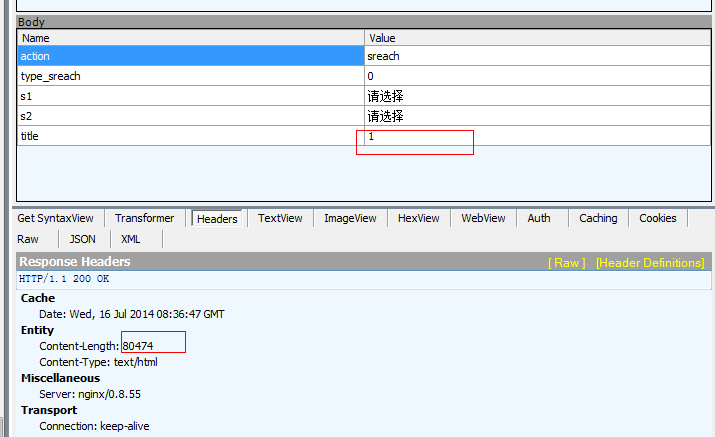 Body
Name Value
action sreach
type_sreach 0
s1 请选择
s2 请选择
title 1
Get SyntaxView Transformer Headers TextView ImageView HexView WebView Auth Caching Cookies
Raw JSON XML
Response Headers [ Raw ] [Header Definitions]
HTTP/1.1 200 OK
Cache
Date: Wed, 16 Jul 2014 08:36:47 GMT
Entity
Content-Length: 80474
Content-Type: text/html
Miscellaneous
Server: nginx/0.8.55
Transport
Connection: keep-alive